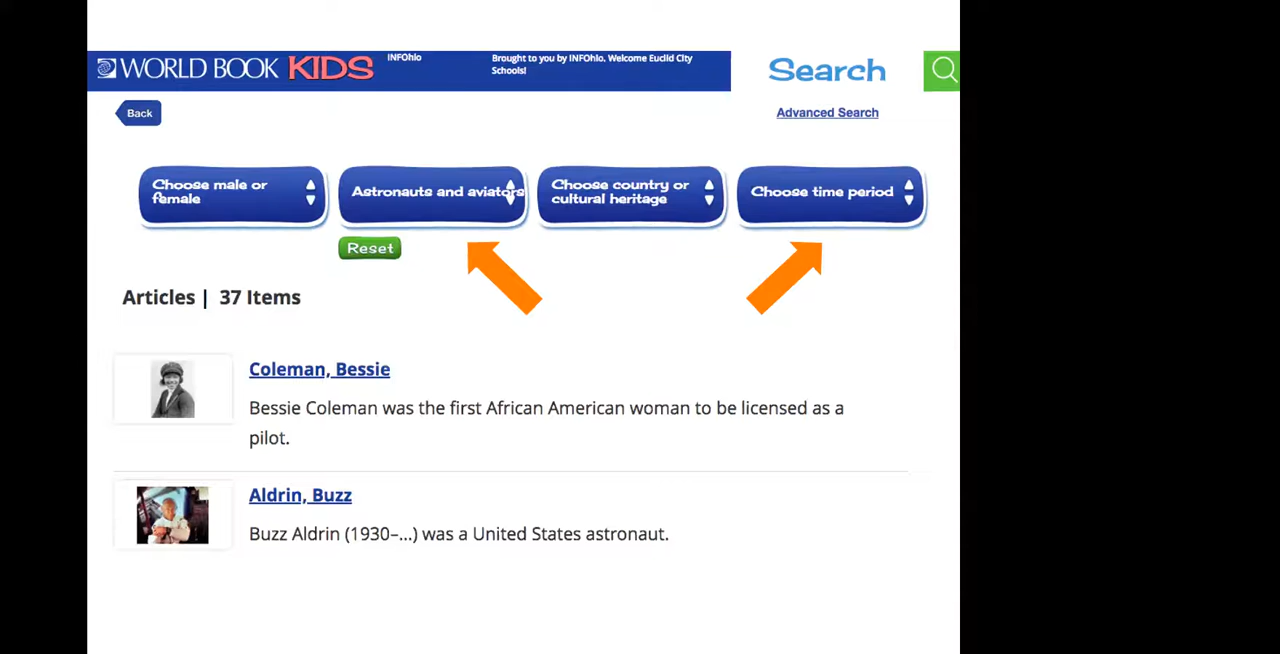 WORLD BOOK KIDS
INFOhio
Brought to you by INFOhio, Welcome Euclid City
Schools!
Search
Back
Advanced Search
Choose male or
female
Astronauts and aviators
Choose country or
cultural heritage
Choose time period
Reset
Articles | 37 Items
Coleman, Bessie
Bessie Coleman was the first African American woman to be licensed as a
pilot.
Aldrin, Buzz
Buzz Aldrin (1930–...) was a United States astronaut.